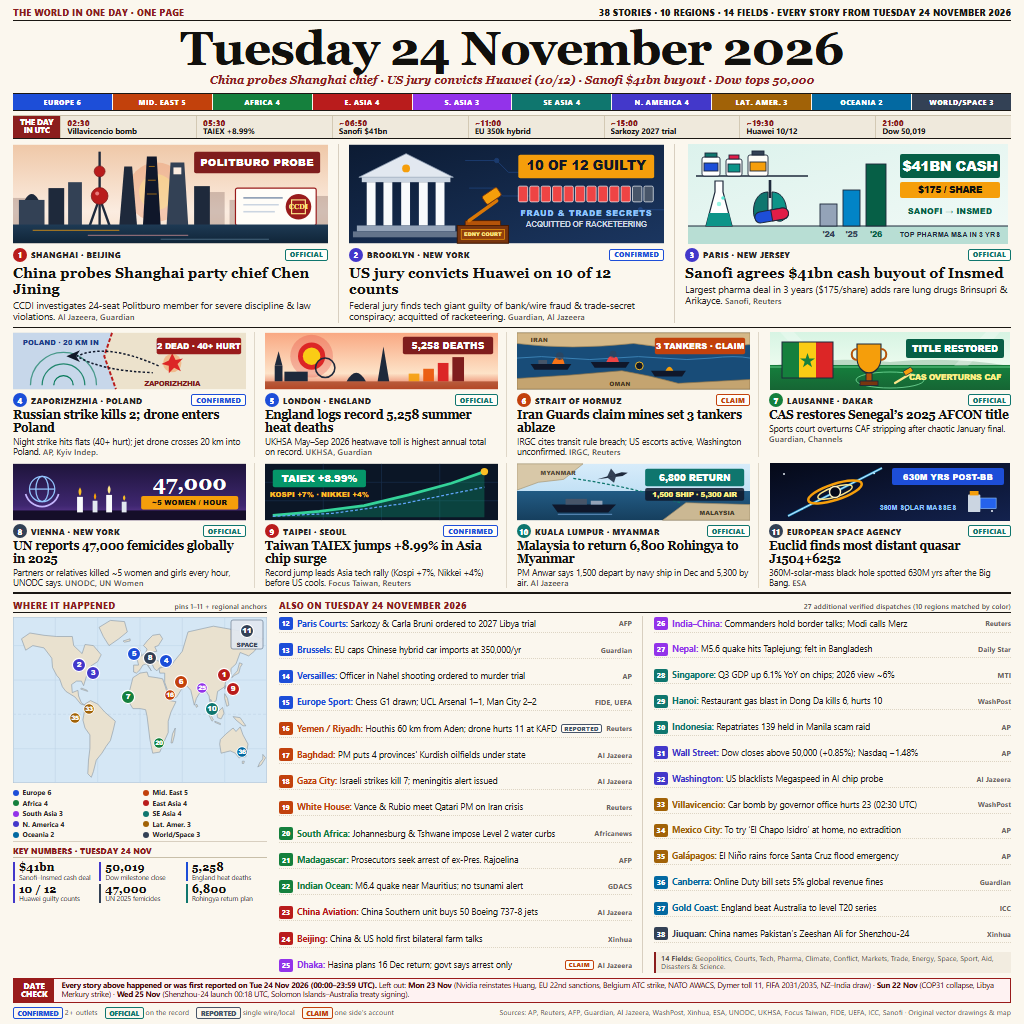 THE WORLD IN ONE DAY · ONE PAGE
38 STORIES · 10 REGIONS · 14 FIELDS · EVERY STORY FROM TUESDAY 24 NOVEMBER 2026
Tuesday 24 November 2026
China probes Shanghai chief · US jury convicts Huawei (10/12) · Sanofi $41bn buyout · Dow tops 50,000
EUROPE 6
MID. EAST 5
AFRICA 4
E. ASIA 4
S. ASIA 3
SE ASIA 4
N. AMERICA 4
LAT. AMER. 3
OCEANIA 2
WORLD/SPACE 3
THE DAY
IN UTC
02:30
Villavicencio bomb
05:30
TAIEX +8.99%
~06:50
Sanofi $41bn
~11:00
EU 350k hybrid
~15:00
Sarkozy 2027 trial
~19:30
Huawei 10/12
21:00
Dow 50,019
POLITBURO PROBE
CCDI
1 SHANGHAI · BEIJING
OFFICIAL
China probes Shanghai party chief Chen
Jining
CCDI investigates 24-seat Politburo member for severe discipline & law
violations. Al Jazeera, Guardian
10 OF 12 GUILTY
FRAUD & TRADE SECRETS
ACQUITTED OF RACKETEERING
EDNY COURT
2 BROOKLYN · NEW YORK
CONFIRMED
US jury convicts Huawei on 10 of 12
counts
Federal jury finds tech giant guilty of bank/wire fraud & trade-secret
conspiracy; acquitted of racketeering. Guardian, AP
$41BN CASH
$175 / SHARE
SANOFI → INSMED
'24 '25 '26
TOP PHARMA M&A IN 3 YRS
3 PARIS · NEW JERSEY
OFFICIAL
Sanofi agrees $41bn cash buyout of Insmed
Largest pharma deal in 3 years ($175/share) adds rare lung drugs Brinsupri &
Arikayce. Sanofi, Reuters
POLAND · 20 KM IN
2 DEAD · 40+ HURT
ZAPORIZHZHIA
4 ZAPORIZHZHIA · POLAND
CONFIRMED
Russian strike kills 2; drone enters
Poland
Night strike hits flats (40+ hurt); jet drone crosses 20 km into
Poland. AP, Kyiv Indep.
5,258 DEATHS
5 LONDON · ENGLAND
OFFICIAL
England logs record 5,258 summer
heat deaths
UKHSA May–Sep 2026 heatwave toll is highest annual total
on record. UKHSA, Guardian
IRAN
3 TANKERS · CLAIM
OMAN
6 STRAIT OF HORMUZ
CLAIM
Iran Guards claim mines set 3 tankers
ablaze
IRGC cites transit rule breach; US escorts active, Washington
unconfirmed. IRGC, Reuters
TITLE RESTORED
CAS OVERTURNS CAF
7 LAUSANNE · DAKAR
OFFICIAL
CAS restores Senegal's 2025 AFCON title
Sports court overturns CAF stripping after chaotic January final.
Guardian, Channels
47,000
~5 WOMEN / HOUR
8 VIENNA · NEW YORK
OFFICIAL
UN reports 47,000 femicides globally
in 2025
Partners or relatives killed ~5 women and girls every hour,
UNODC says. UNODC, UN Women
TAIEX +8.99%
KOSPI +7% · NIKKEI +4%
9 TAIPEI · SEOUL
CONFIRMED
Taiwan TAIEX jumps +8.99% in Asia
chip surge
Record jump leads Asia tech rally (Kospi +7%, Nikkei +4%)
before US cools. Focus Taiwan, Reuters
MYANMAR
6,800 RETURN
1,500 SHIP · 5,300 AIR
MALAYSIA
10 KUALA LUMPUR · MYANMAR
OFFICIAL
Malaysia to return 6,800 Rohingya to
Myanmar
PM Anwar says 1,500 depart by navy ship in Dec and 5,300 by
air. Al Jazeera
630M YRS POST-BB
360M SOLAR MASSES
11 EUROPEAN SPACE AGENCY
OFFICIAL
Euclid finds most distant quasar
J1504+6252
360M-solar-mass black hole spotted 630M yrs after the Big
Bang. ESA
WHERE IT HAPPENED
pins 1–11 + regional anchors
11
SPACE
5 8 4
2
3
1
6
9
25
16
7
10
33
35
20
36
Europe 6
Mid. East 5
Africa 4
East Asia 4
South Asia 3
SE Asia 4
N. America 4
Lat. Amer. 3
Oceania 2
World/Space 3
KEY NUMBERS · TUESDAY 24 NOV
$41bn
Sanofi–Insmed cash deal
50,019
Dow milestone close
5,258
England heat deaths
10 / 12
Huawei guilty counts
47,000
UN 2025 femicides
6,800
Rohingya return plan
ALSO ON TUESDAY 24 NOVEMBER 2026
27 additional verified dispatches (10 regions matched by color)
12 Paris Courts: Sarkozy & Carla Bruni ordered to 2027 Libya trial AFP
13 Brussels: EU caps Chinese hybrid car imports at 350,000/yr Guardian
14 Versailles: Officer in Nahel shooting ordered to murder trial AP
15 Europe Sport: Chess G1 drawn; UCL Arsenal 1–1, Man City 2–2 FIDE, UEFA
16 Yemen / Riyadh: Houthis 60 km from Aden; drone hurts 11 at KAFD REPORTED Reuters
17 Baghdad: PM puts 4 provinces' Kurdish oilfields under state Al Jazeera
18 Gaza City: Israeli strikes kill 7; meningitis alert issued Al Jazeera
19 White House: Vance & Rubio meet Qatari PM on Iran crisis Reuters
20 South Africa: Johannesburg & Tshwane impose Level 2 water curbs Africanews
21 Madagascar: Prosecutors seek arrest of ex-Pres. Rajoelina AFP
22 Indian Ocean: M6.4 quake near Mauritius; no tsunami alert GDACS
23 China Aviation: China Southern unit buys 50 Boeing 737-8 jets Al Jazeera
24 Beijing: China & US hold first bilateral farm talks Xinhua
25 Dhaka: Hasina plans 16 Dec return; govt says arrest only CLAIM Al Jazeera
26 India–China: Commanders hold border talks; Modi calls Merz Reuters
27 Nepal: M5.6 quake hits Taplejung; felt in Bangladesh Daily Star
28 Singapore: Q3 GDP up 6.1% YoY on chips; 2026 view ~6% MTI
29 Hanoi: Restaurant gas blast in Dong Da kills 6, hurts 10 WashPost
30 Indonesia: Repatriates 139 held in Manila scam raid AP
31 Wall Street: Dow closes above 50,000 (+0.85%); Nasdaq −1.48% AP
32 Washington: US blacklists Megaspeed in AI chip probe Al Jazeera
33 Villavicencio: Car bomb by governor office hurts 23 (02:30 UTC) WashPost
34 Mexico City: To try 'El Chapo Isidro' at home, no extradition AP
35 Galápagos: El Niño rains force Santa Cruz flood emergency AP
36 Canberra: Online Duty bill sets 5% global revenue fines Guardian
37 Gold Coast: England beat Australia to level T20 series ICC
38 Jiuquan: China names Pakistan's Zeeshan Ali for Shenzhou-24 Xinhua
14 Fields: Geopolitics, Courts, Tech, Pharma, Climate, Conflict, Markets, Trade, Energy, Space, Sport, Aid,
Disasters & Science.
DATE
CHECK
Every story above happened or was first reported on Tue 24 Nov 2026 (00:00–23:59 UTC). Left out: Mon 23 Nov (Nvidia reinstates Huang, EU 22nd sanctions, Belgium ATC strike, NATO AWACS, Dymer toll 11, FIFA 2031/2035, NZ–India draw) · Sun 22 Nov (COP31 collapse, Libya
Merkury strike) · Wed 25 Nov (Shenzhou-24 launch 00:18 UTC, Solomon Islands–Australia treaty signing).
CONFIRMED 2+ outlets OFFICIAL on the record REPORTED single wire/local CLAIM one side's account
Sources: AP, Reuters, AFP, Guardian, Al Jazeera, WashPost, Xinhua, ESA, UNODC, UKHSA, Focus Taiwan, FIDE, UEFA, ICC, Sanofi · Original vector drawings & map